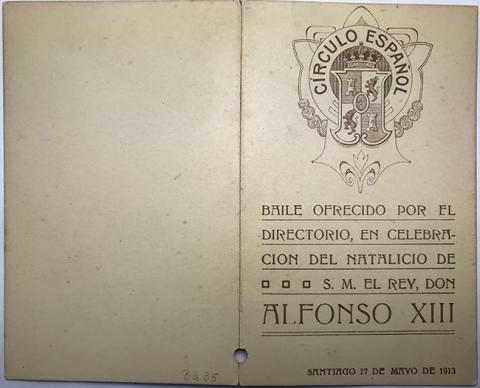 CÍRCULO ESPAÑOL
BAILE OFRECIDO POR EL
DIRECTORIO, EN CELEBRA-
CION DEL NATALICIO DE
S. M. EL REY, DON
ALFONSO XIII
SANTIAGO 17 DE MAYO DE 1913
Ba 35